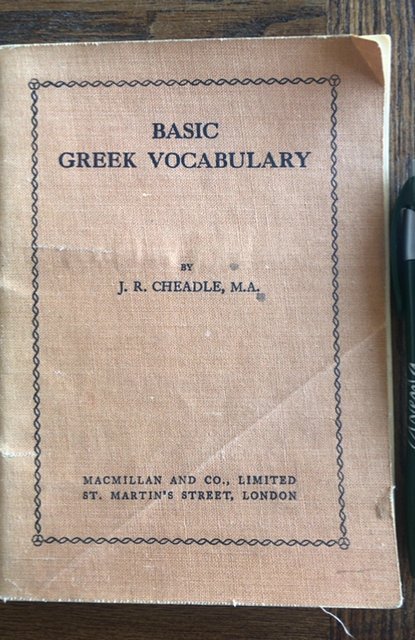 BASIC
GREEK VOCABULARY
BY
J. R. CHEADLE, M.A.
MACMILLAN AND CO., LIMITED
ST. MARTIN'S STREET, LONDON